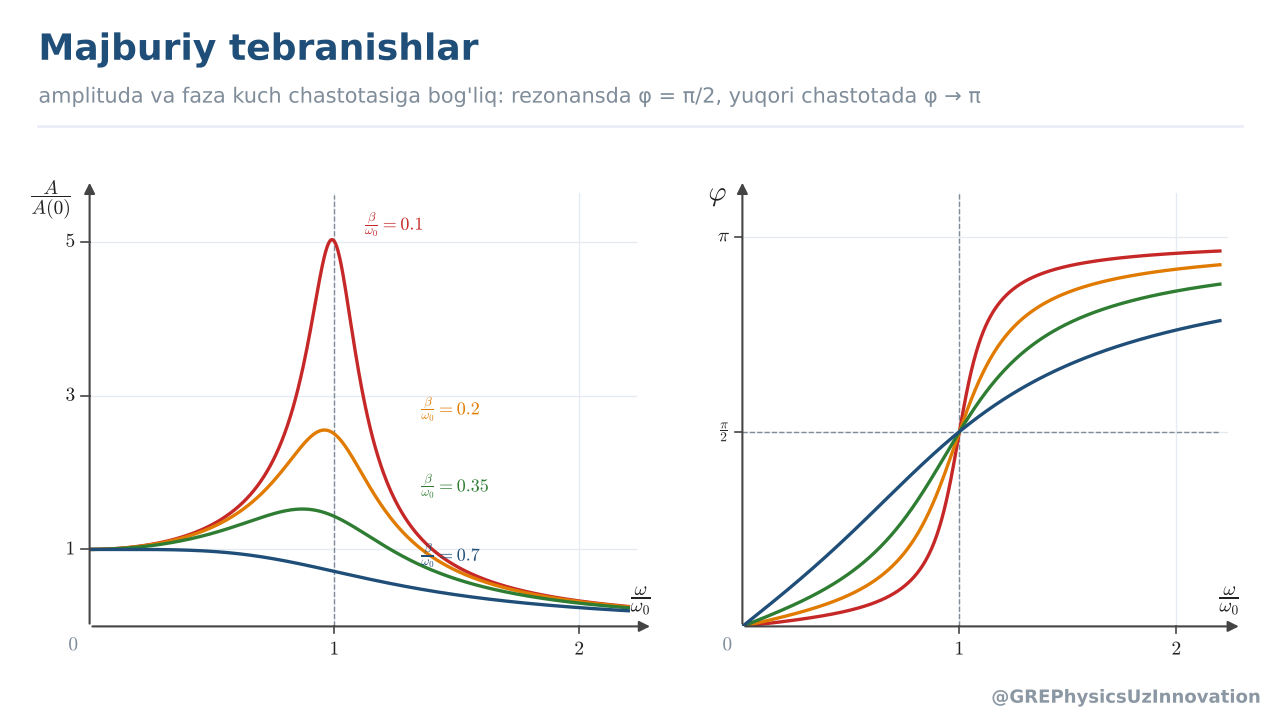 Majburiy tebranishlar
amplituda va faza kuch chastotasiga bog'liq: rezonansda φ = π/2, yuqori chastotada φ → π
A/A(0)
5
3
1
0
1
2
ω/ω₀
β/ω₀ = 0.1
β/ω₀ = 0.2
β/ω₀ = 0.35
β/ω₀ = 0.7
φ
π
π/2
0
1
2
ω/ω₀
@GREPhysicsUzInnovation